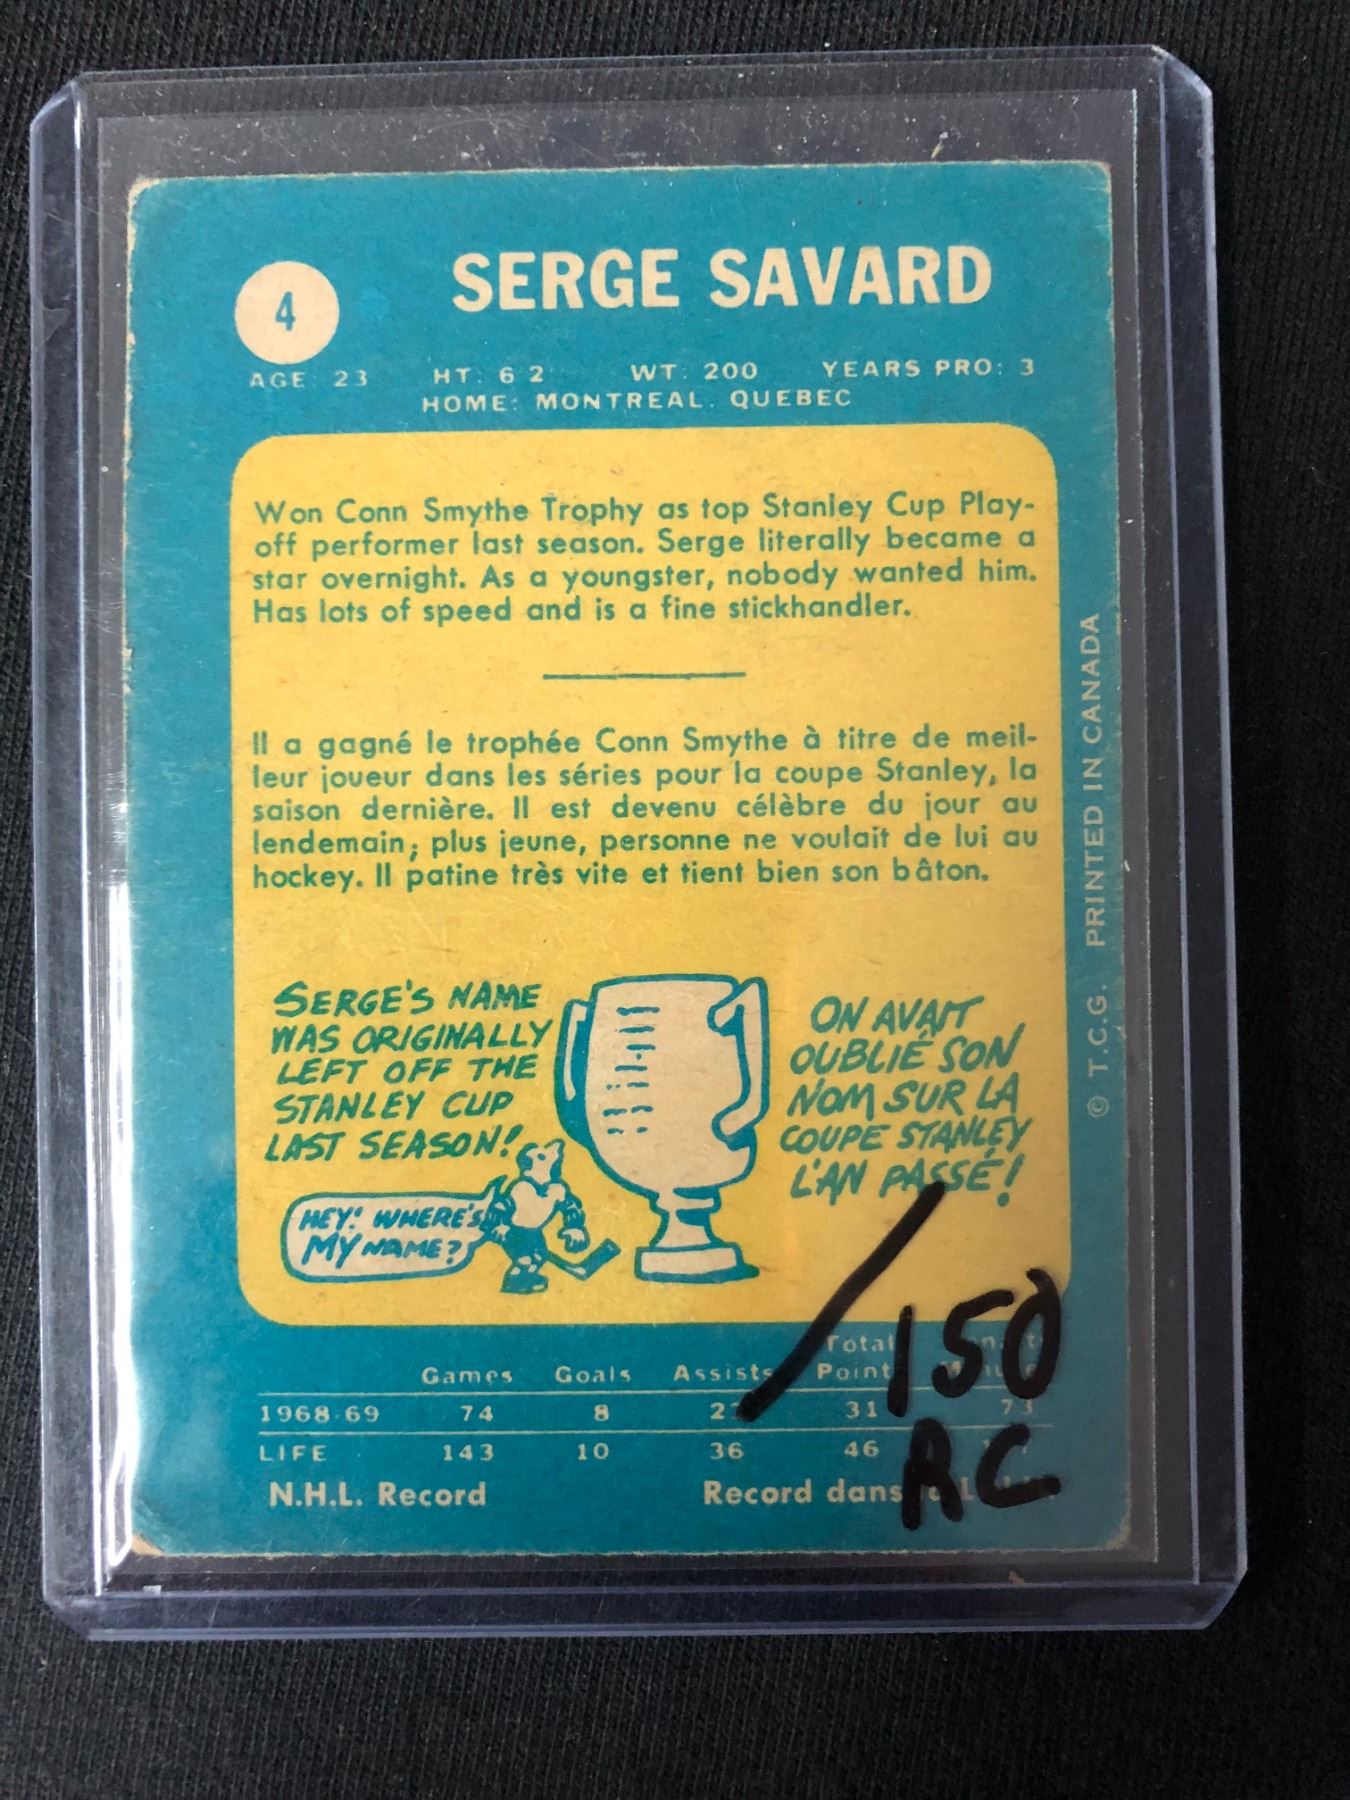 4
SERGE SAVARD
AGE: 23 HT: 6 2 WT: 200 YEARS PRO: 3
HOME: MONTREAL, QUEBEC
Won Conn Smythe Trophy as top Stanley Cup Play-
off performer last season. Serge literally became a
star overnight. As a youngster, nobody wanted him.
Has lots of speed and is a fine stickhandler.
Il a gagné le trophée Conn Smythe à titre de meil-
leur joueur dans les séries pour la coupe Stanley, la
saison dernière. Il est devenu célèbre du jour au
lendemain; plus jeune, personne ne voulait de lui au
hockey. Il patine très vite et tient bien son bâton.
SERGE'S NAME
WAS ORIGINALLY
LEFT OFF THE
STANLEY CUP
LAST SEASON!
HEY! WHERE'S
MY NAME?
ON AVAIT
OUBLIÉ SON
NOM SUR LA
COUPE STANLEY
L'AN PASSÉ!
/150
RC
Total
Games Goals Assists Point
1968-69 74 8 31 73
LIFE 143 10 36 46
N.H.L. Record Record dans
© T.C.G. PRINTED IN CANADA